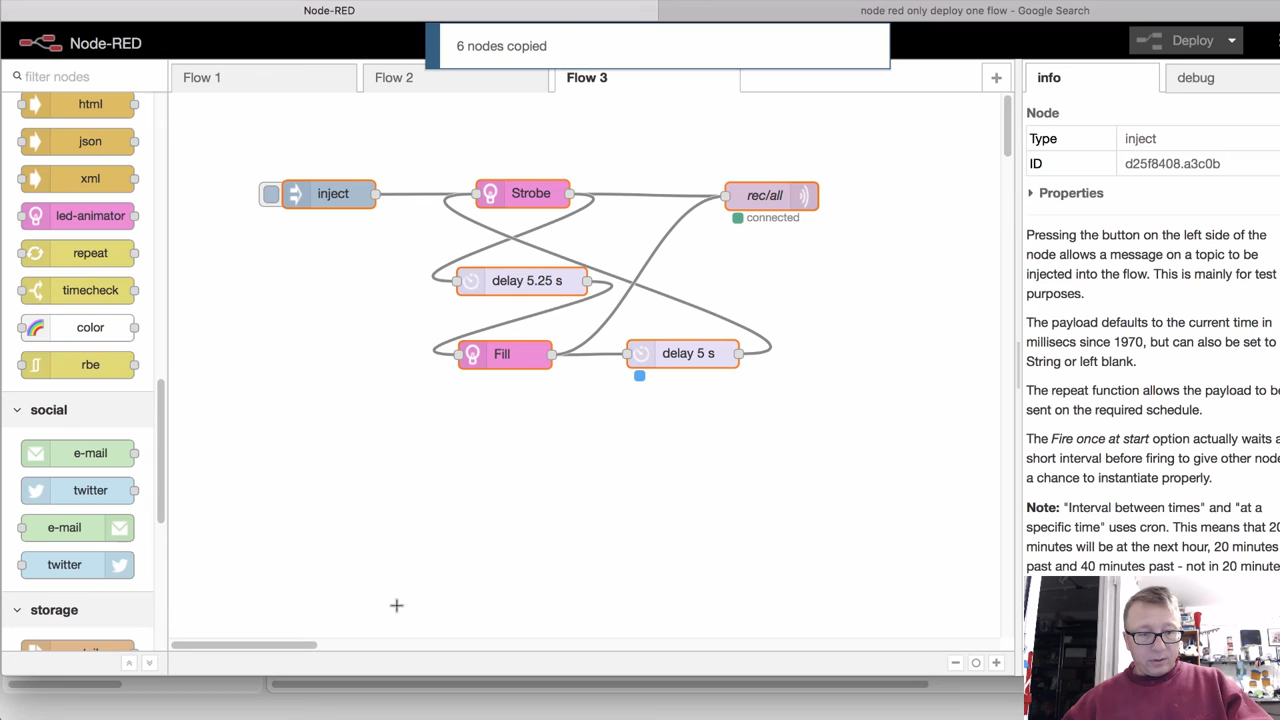 Node-RED
node red only deploy one flow - Google Search
Node-RED
6 nodes copied
Deploy
filter nodes
Flow 1
Flow 2
Flow 3
info
debug
html
json
xml
led-animator
repeat
timecheck
color
rbe
social
e-mail
twitter
e-mail
twitter
storage
inject
Strobe
rec/all
connected
delay 5.25 s
Fill
delay 5 s
Node
Type
inject
ID
d25f8408.a3c0b
Properties
Pressing the button on the left side of the
node allows a message on a topic to be
injected into the flow. This is mainly for test
purposes.
The payload defaults to the current time in
millisecs since 1970, but can also be set to
String or left blank.
The repeat function allows the payload to be
sent on the required schedule.
The Fire once at start option actually waits a
short interval before firing to give other node
a chance to instantiate properly.
Note: "Interval between times" and "at a
specific time" uses cron. This means that 20
minutes will be at the next hour, 20 minutes
past and 40 minutes past - not in 20 minute